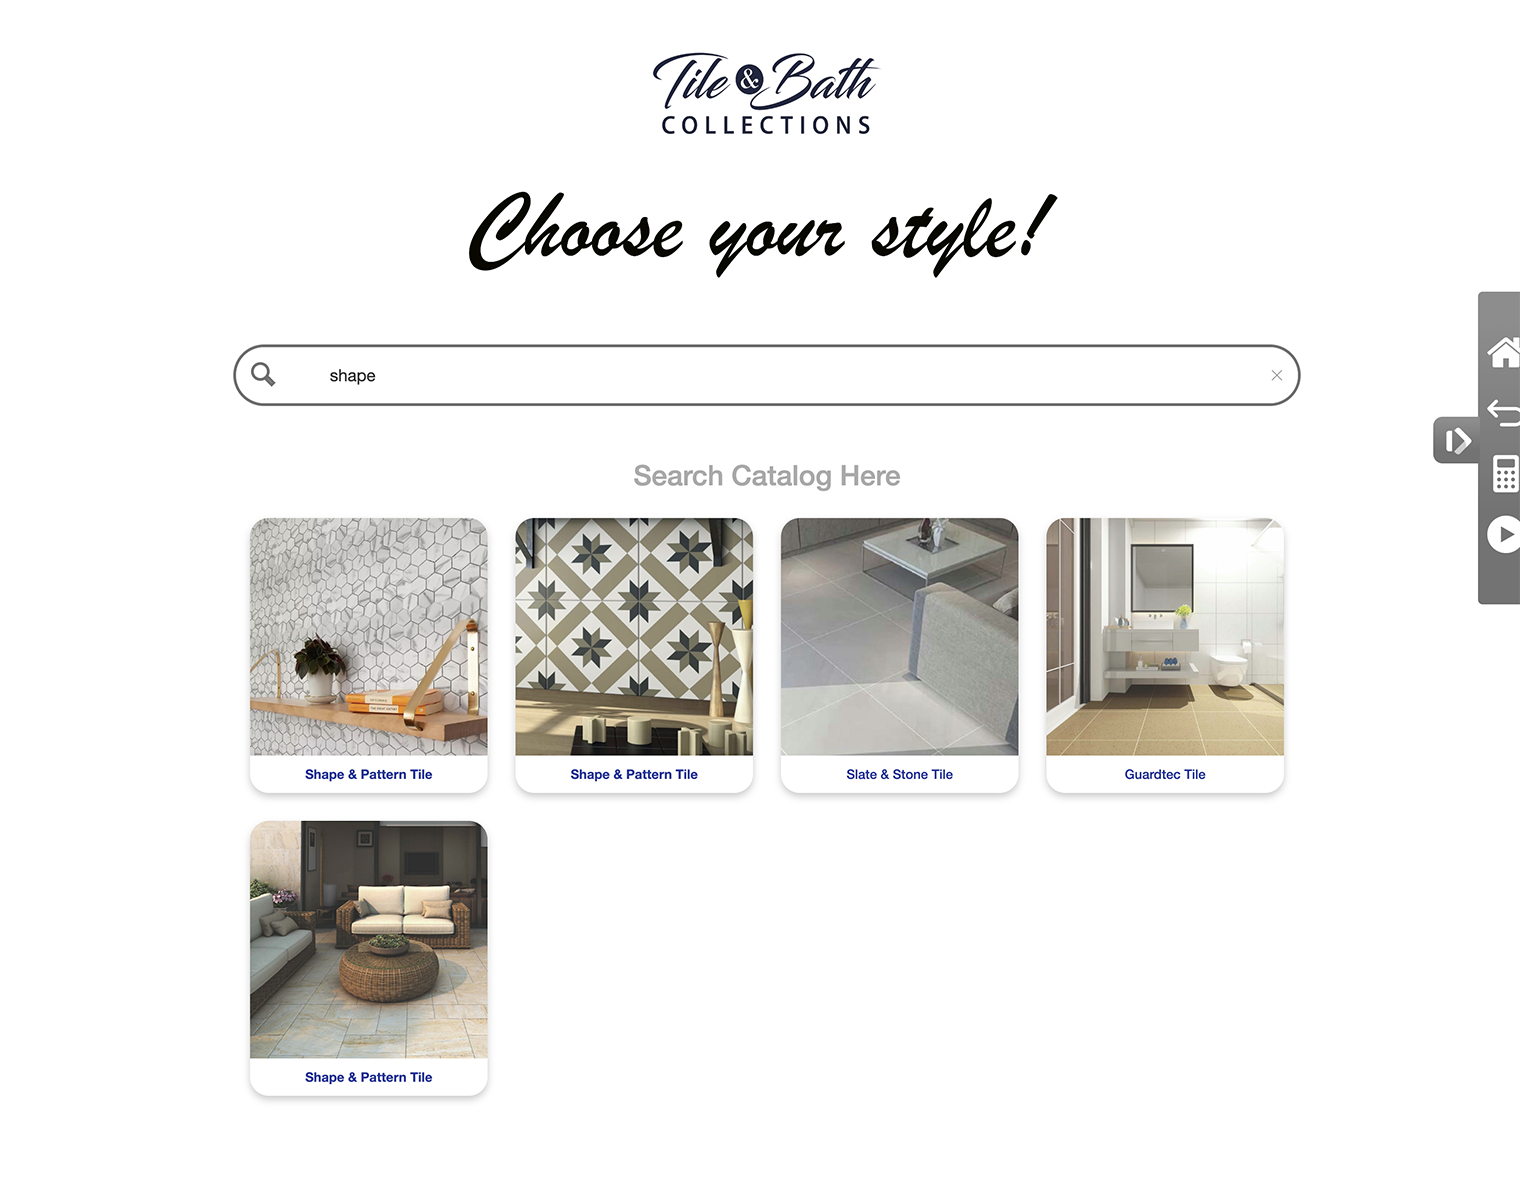 Tile & Bath
COLLECTIONS
Choose your style!
shape
Search Catalog Here
Shape & Pattern Tile
Shape & Pattern Tile
Slate & Stone Tile
Guardtec Tile
Shape & Pattern Tile